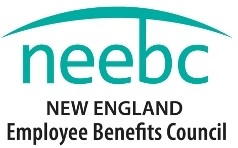 neebc
NEW ENGLAND
Employee Benefits Council